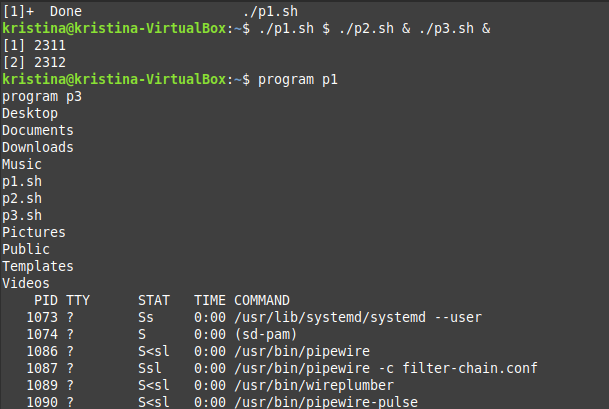 [1]+  Done                    ./p1.sh
kristina@kristina-VirtualBox:~$ ./p1.sh $ ./p2.sh & ./p3.sh &
[1] 2311
[2] 2312
kristina@kristina-VirtualBox:~$ program p1
program p3
Desktop
Documents
Downloads
Music
p1.sh
p2.sh
p3.sh
Pictures
Public
Templates
Videos
    PID TTY      STAT   TIME COMMAND
   1073 ?        Ss     0:00 /usr/lib/systemd/systemd --user
   1074 ?        S      0:00 (sd-pam)
   1086 ?        S<sl   0:00 /usr/bin/pipewire
   1087 ?        Ssl    0:00 /usr/bin/pipewire -c filter-chain.conf
   1089 ?        S<sl   0:00 /usr/bin/wireplumber
   1090 ?        S<sl   0:00 /usr/bin/pipewire-pulse